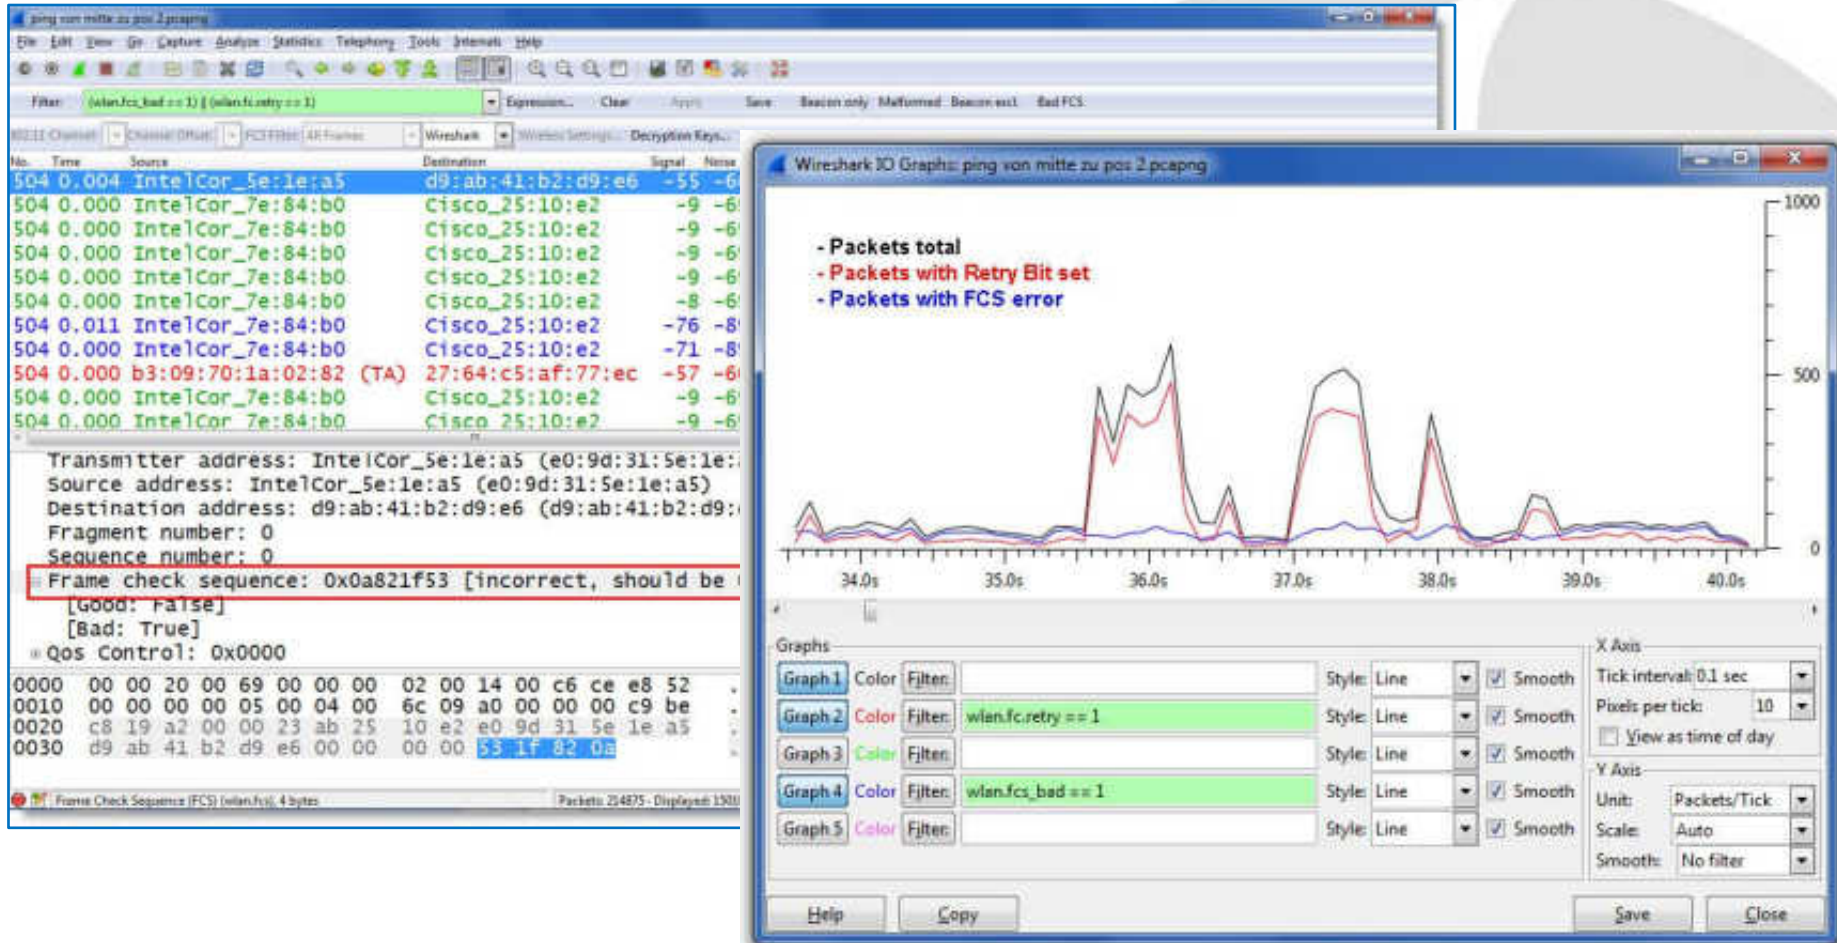 ping von mitte zu pos 2.pcapng
File Edit View Go Capture Analyze Statistics Telephony Tools Internals Help
Filter: (wlan.fcs_bad == 1) || (wlan.fc.retry == 1) Expression... Clear Apply Save Beacon only Malformed Beacon excl. Bad FCS
802.11 Channel: Channel Offset: FCS Filter: All Frames Wireshark Wireless Settings... Decryption Keys...
No. Time Source Destination Signal Noise
504 0.004 IntelCor_5e:1e:a5 d9:ab:41:b2:d9:e6 -55
504 0.000 IntelCor_7e:84:b0 Cisco_25:10:e2 -9
504 0.000 IntelCor_7e:84:b0 Cisco_25:10:e2 -9
504 0.000 IntelCor_7e:84:b0 Cisco_25:10:e2 -9
504 0.000 IntelCor_7e:84:b0 Cisco_25:10:e2 -9
504 0.000 IntelCor_7e:84:b0 Cisco_25:10:e2 -8
504 0.011 IntelCor_7e:84:b0 Cisco_25:10:e2 -76
504 0.000 IntelCor_7e:84:b0 Cisco_25:10:e2 -71
504 0.000 b3:09:70:1a:02:82 (TA) 27:64:c5:af:77:ec -57
504 0.000 IntelCor_7e:84:b0 Cisco_25:10:e2 -9
504 0.000 IntelCor_7e:84:b0 Cisco_25:10:e2 -9
Transmitter address: IntelCor_5e:1e:a5 (e0:9d:31:5e:1e:
Source address: IntelCor_5e:1e:a5 (e0:9d:31:5e:1e:a5)
Destination address: d9:ab:41:b2:d9:e6 (d9:ab:41:b2:d9:
Fragment number: 0
Sequence number: 0
Frame check sequence: 0x0a821f53 [incorrect, should be
[Good: False]
[Bad: True]
Qos Control: 0x0000
0000 00 00 20 00 69 00 00 00 02 00 14 00 c6 ce e8 52 .
0010 00 00 00 00 05 00 04 00 6c 09 a0 00 00 00 c9 be .
0020 c8 19 a2 00 00 23 ab 25 10 e2 e0 9d 31 5e 1e a5 .
0030 d9 ab 41 b2 d9 e6 00 00 00 00 53 1f 82 0a
Frame Check Sequence (FCS) (wlan.fcs), 4 bytes Packets: 214875 · Displayed:
Wireshark IO Graphs: ping von mitte zu pos 2.pcapng
- Packets total
- Packets with Retry Bit set
- Packets with FCS error
1000
500
0
34.0s 35.0s 36.0s 37.0s 38.0s 39.0s 40.0s
Graphs
Graph 1 Color Filter: Style: Line Smooth
Graph 2 Color Filter: wlan.fc.retry == 1 Style: Line Smooth
Graph 3 Color Filter: Style: Line Smooth
Graph 4 Color Filter: wlan.fcs_bad == 1 Style: Line Smooth
Graph 5 Color Filter: Style: Line Smooth
X Axis
Tick interval: 0.1 sec
Pixels per tick: 10
View as time of day
Y Axis
Unit: Packets/Tick
Scale: Auto
Smooth: No filter
Help Copy Save Close